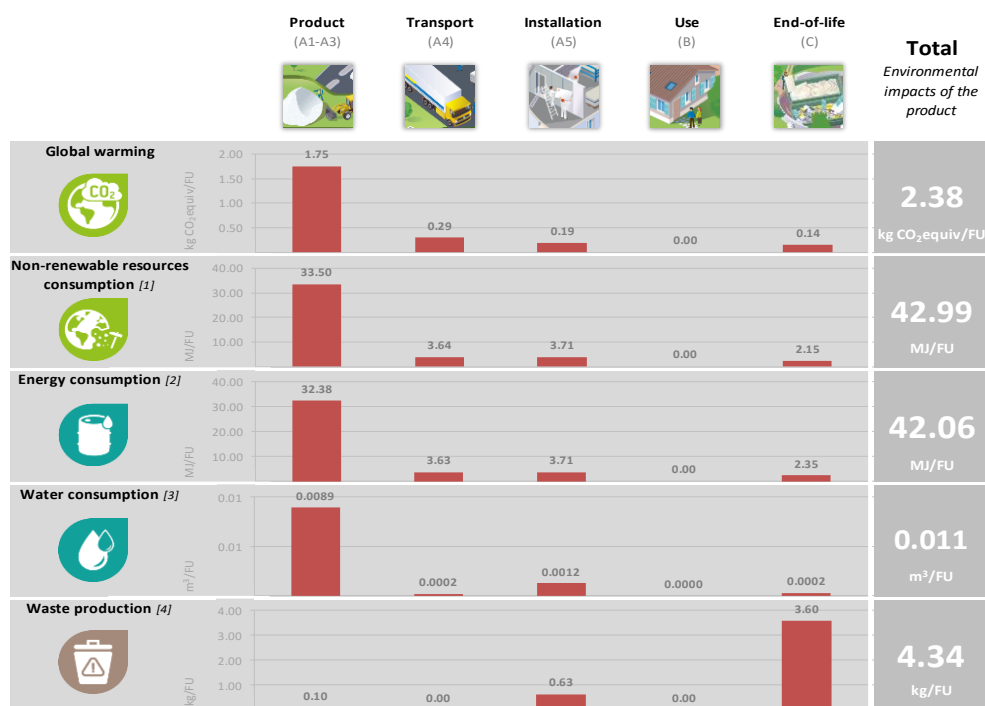 Product
(A1-A3)
Transport
(A4)
Installation
(A5)
Use
(B)
End-of-life
(C)
Total
Environmental
impacts of the
product
Global warming
CO₂
kg CO₂equiv/FU
2.00
1.50
1.00
0.50
1.75
0.29
0.19
0.00
0.14
2.38
kg CO₂equiv/FU
Non-renewable resources
consumption [1]
MJ/FU
40.00
30.00
20.00
10.00
33.50
3.64
3.71
0.00
2.15
42.99
MJ/FU
Energy consumption [2]
MJ/FU
40.00
30.00
20.00
10.00
32.38
3.63
3.71
0.00
2.35
42.06
MJ/FU
Water consumption [3]
m³/FU
0.01
0.01
0.0089
0.0002
0.0012
0.0000
0.0002
0.011
m³/FU
Waste production [4]
kg/FU
4.00
3.00
2.00
1.00
0.10
0.00
0.63
0.00
3.60
4.34
kg/FU